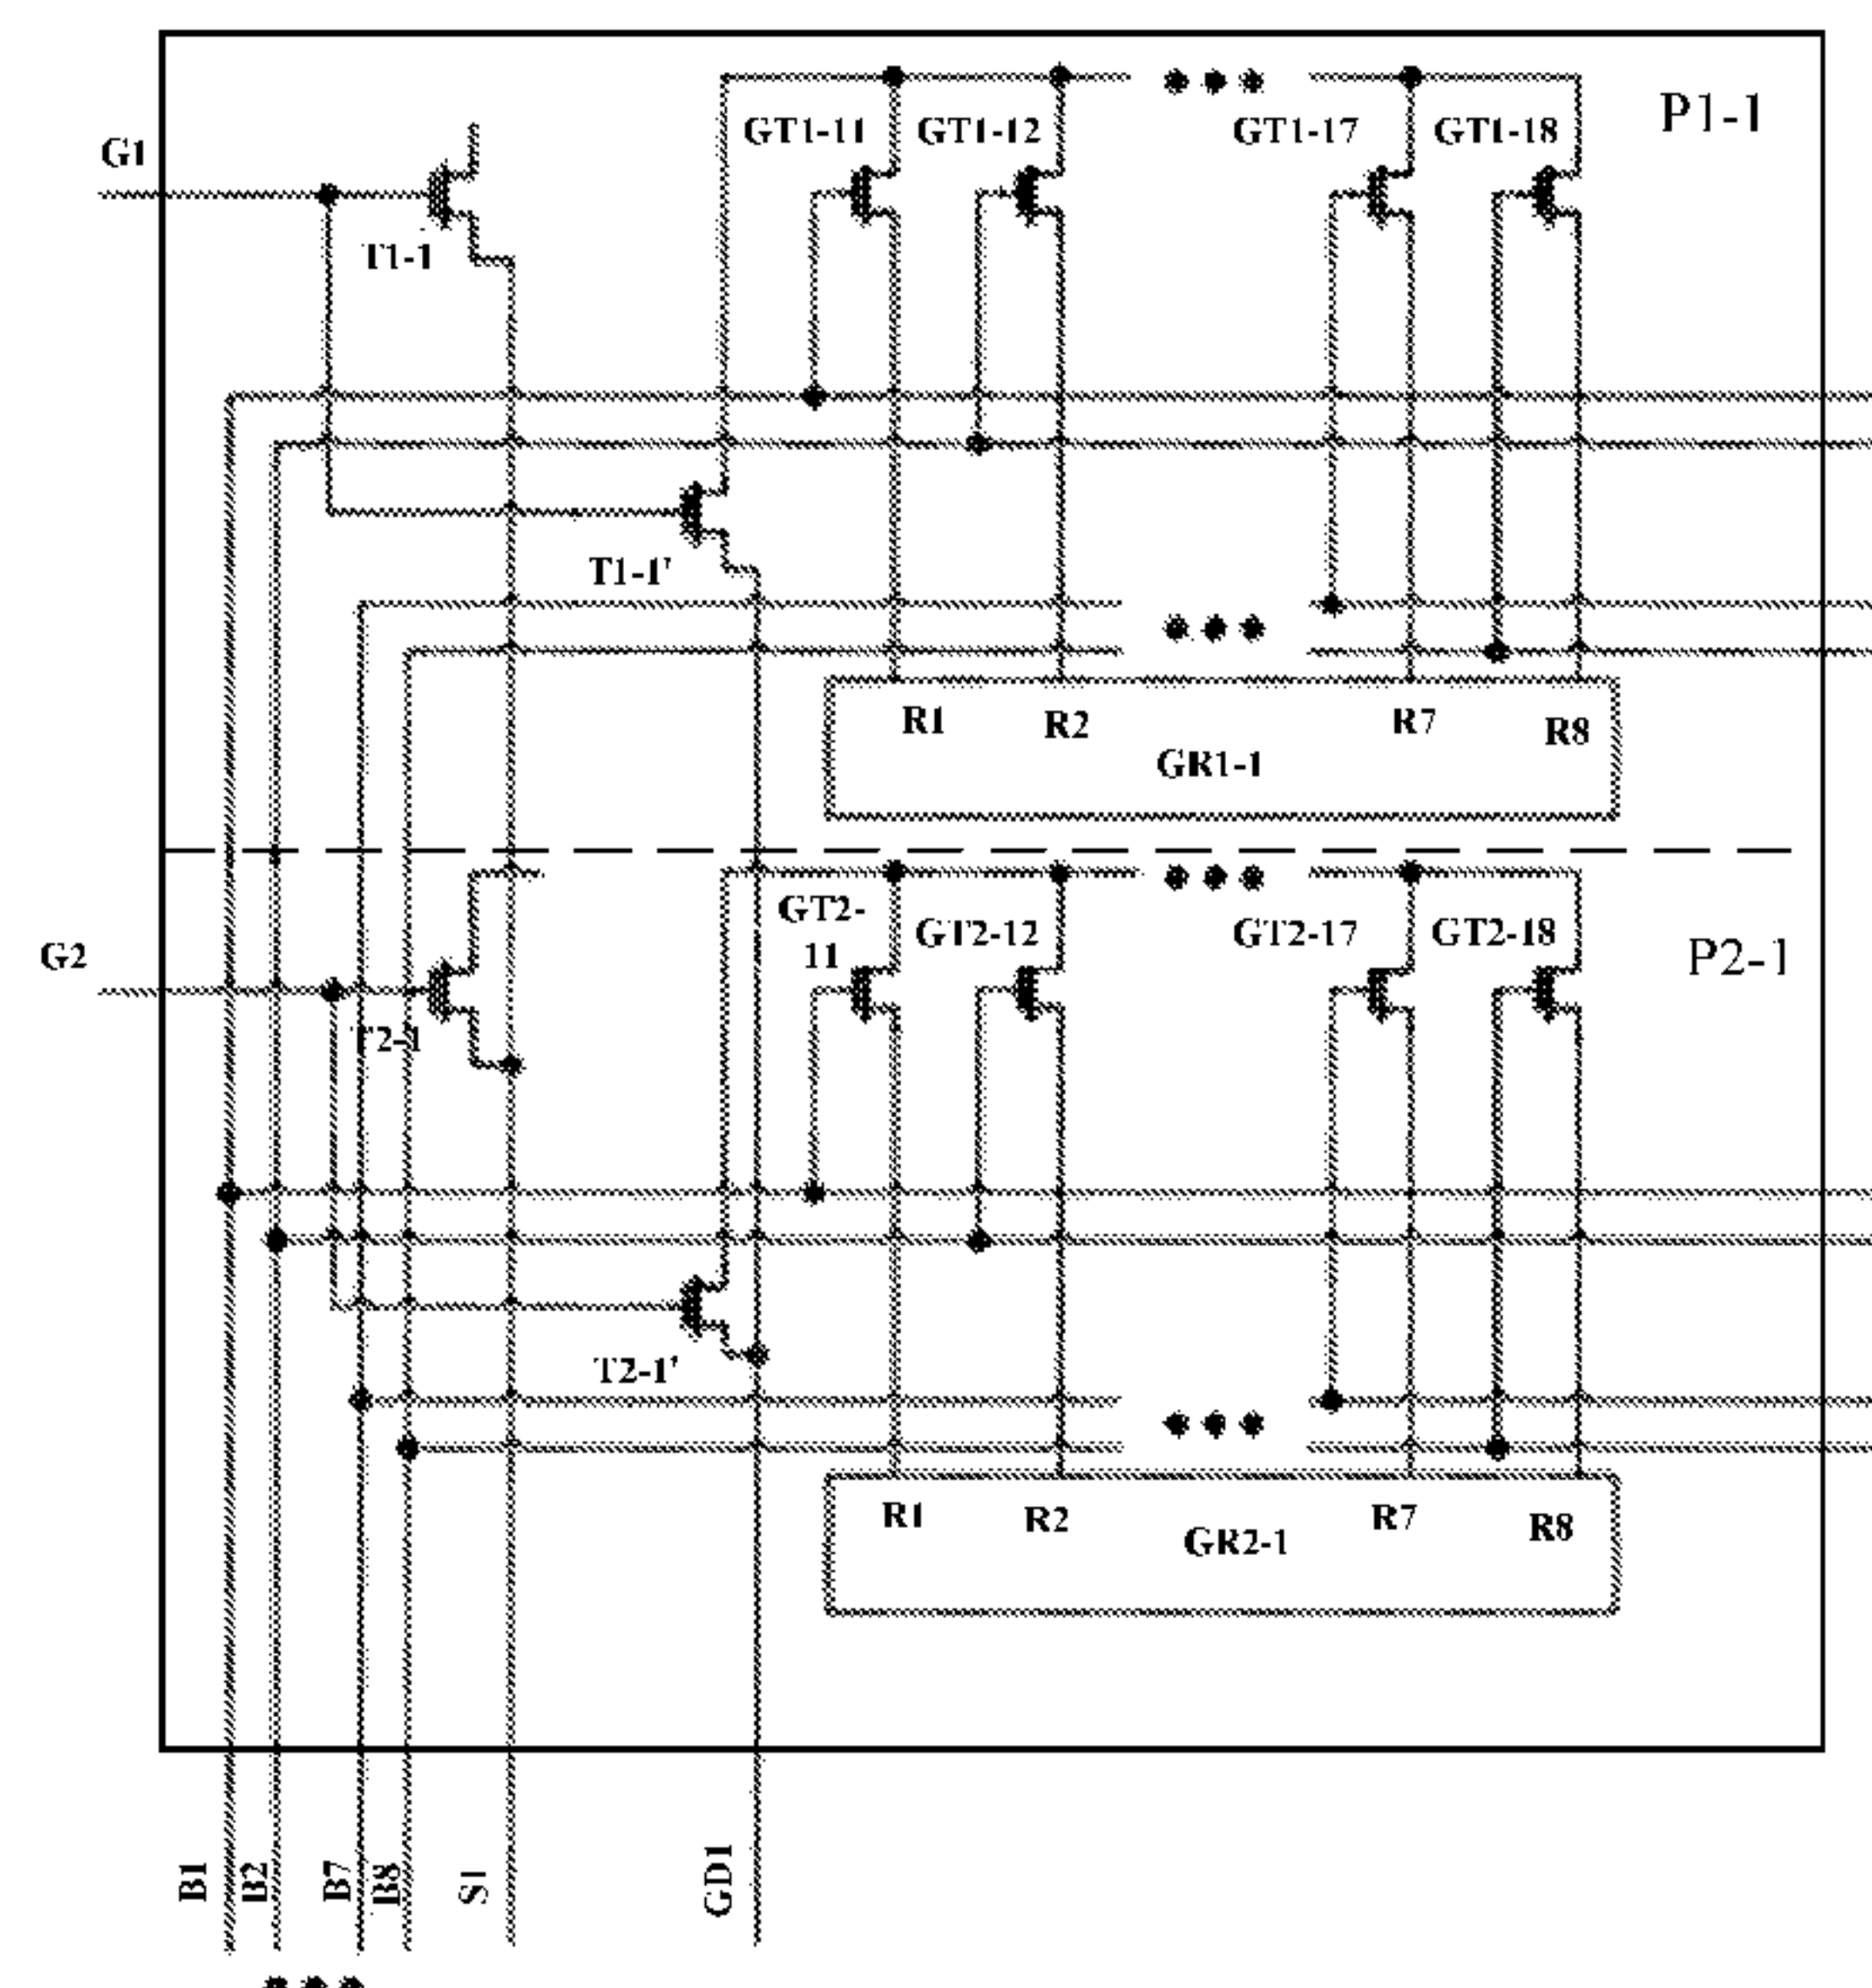 P1-1
GT1-11 GT1-12 GT1-17 GT1-18
G1
T1-1
T1-1'
R1 R2 R7 R8
GR1-1
GT2-
11
GT2-12 GT2-17 GT2-18
P2-1
G2
T2-1
T2-1'
R1 R2 R7 R8
GR2-1
B1 B2 B7 B8 S1 GD1